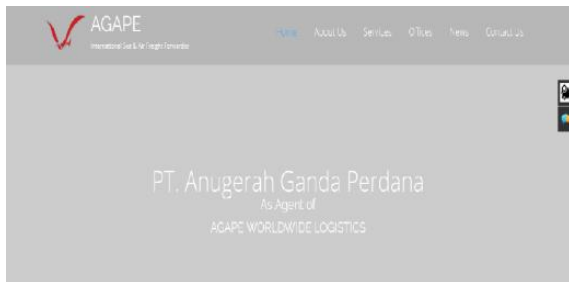 AGAPE
International Sea & Air Freight Forwarder
Home About Us Services Offices News Contact Us
PT. Anugerah Ganda Perdana
As Agent of
AGAPE WORLDWIDE LOGISTICS